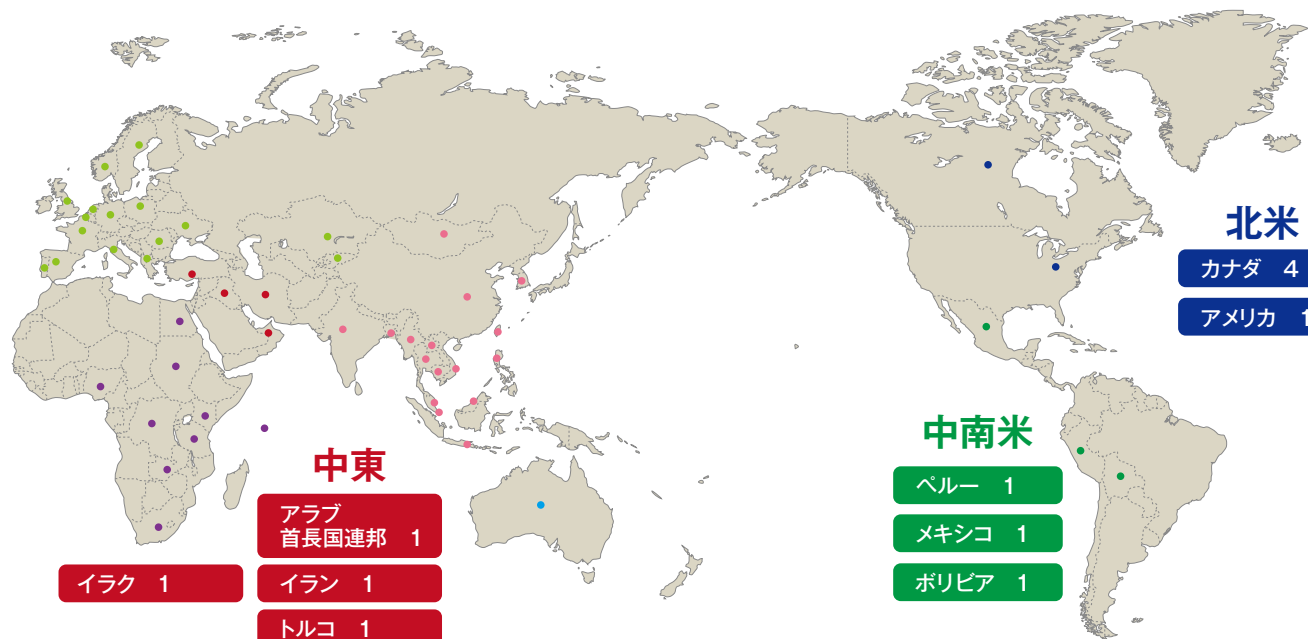 北米
カナダ 4
アメリカ 1
中南米
ペルー 1
メキシコ 1
ボリビア 1
中東
アラブ
首長国連邦 1
イラク 1
イラン 1
トルコ 1